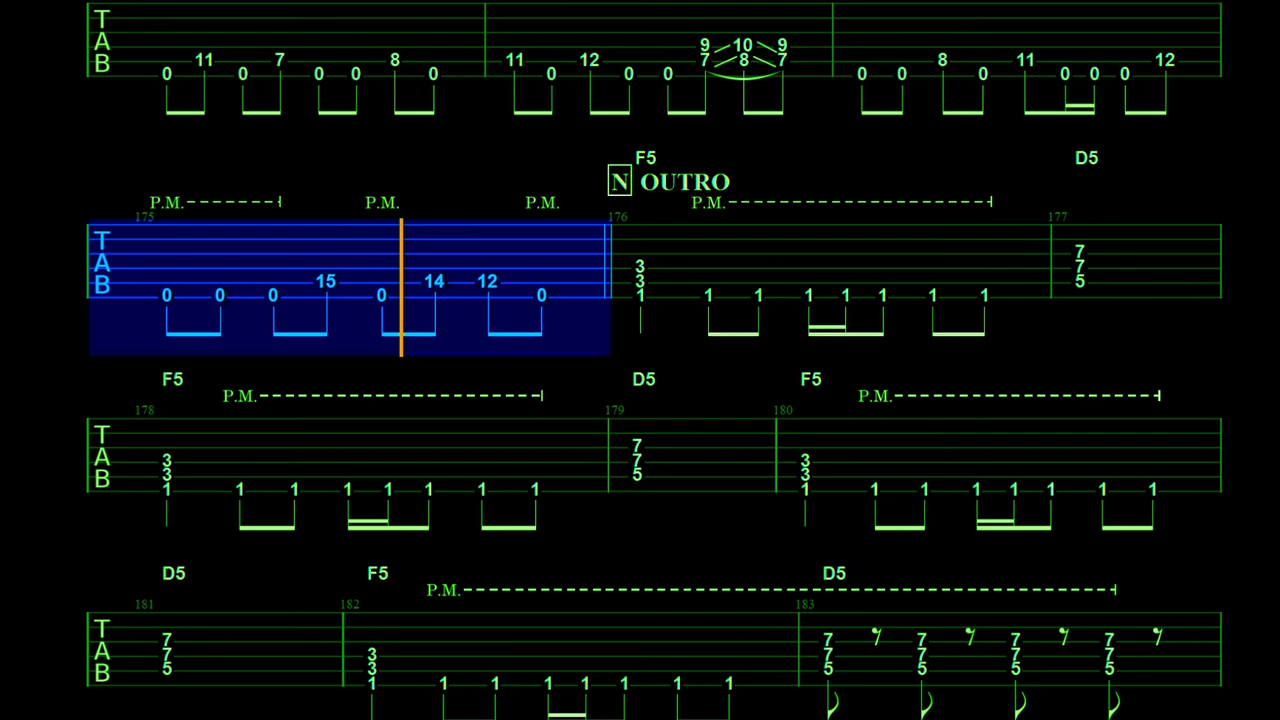 9 10 9
T 11 7 8 11 12 7 8 7 8 11 12
A 0 0 0 0 0 0 0 0 0 0 0 0 0 0 0
B
F5 D5
N OUTRO
P.M. P.M. P.M. P.M.
175 176 177
T 7
A 3 7
B 15 14 12 3 5
0 0 0 0 0 1 1 1 1 1 1 1 1
F5 D5 F5
P.M. P.M.
178 179 180
T 7
A 3 7 3
B 3 5 3
1 1 1 1 1 1 1 1 1 1 1 1 1 1 1 1
D5 F5 D5
P.M.
181 182 183
T 7 7 7 7 7
A 7 3 7 7 7 7
B 5 3 5 5 5 5
1 1 1 1 1 1 1 1